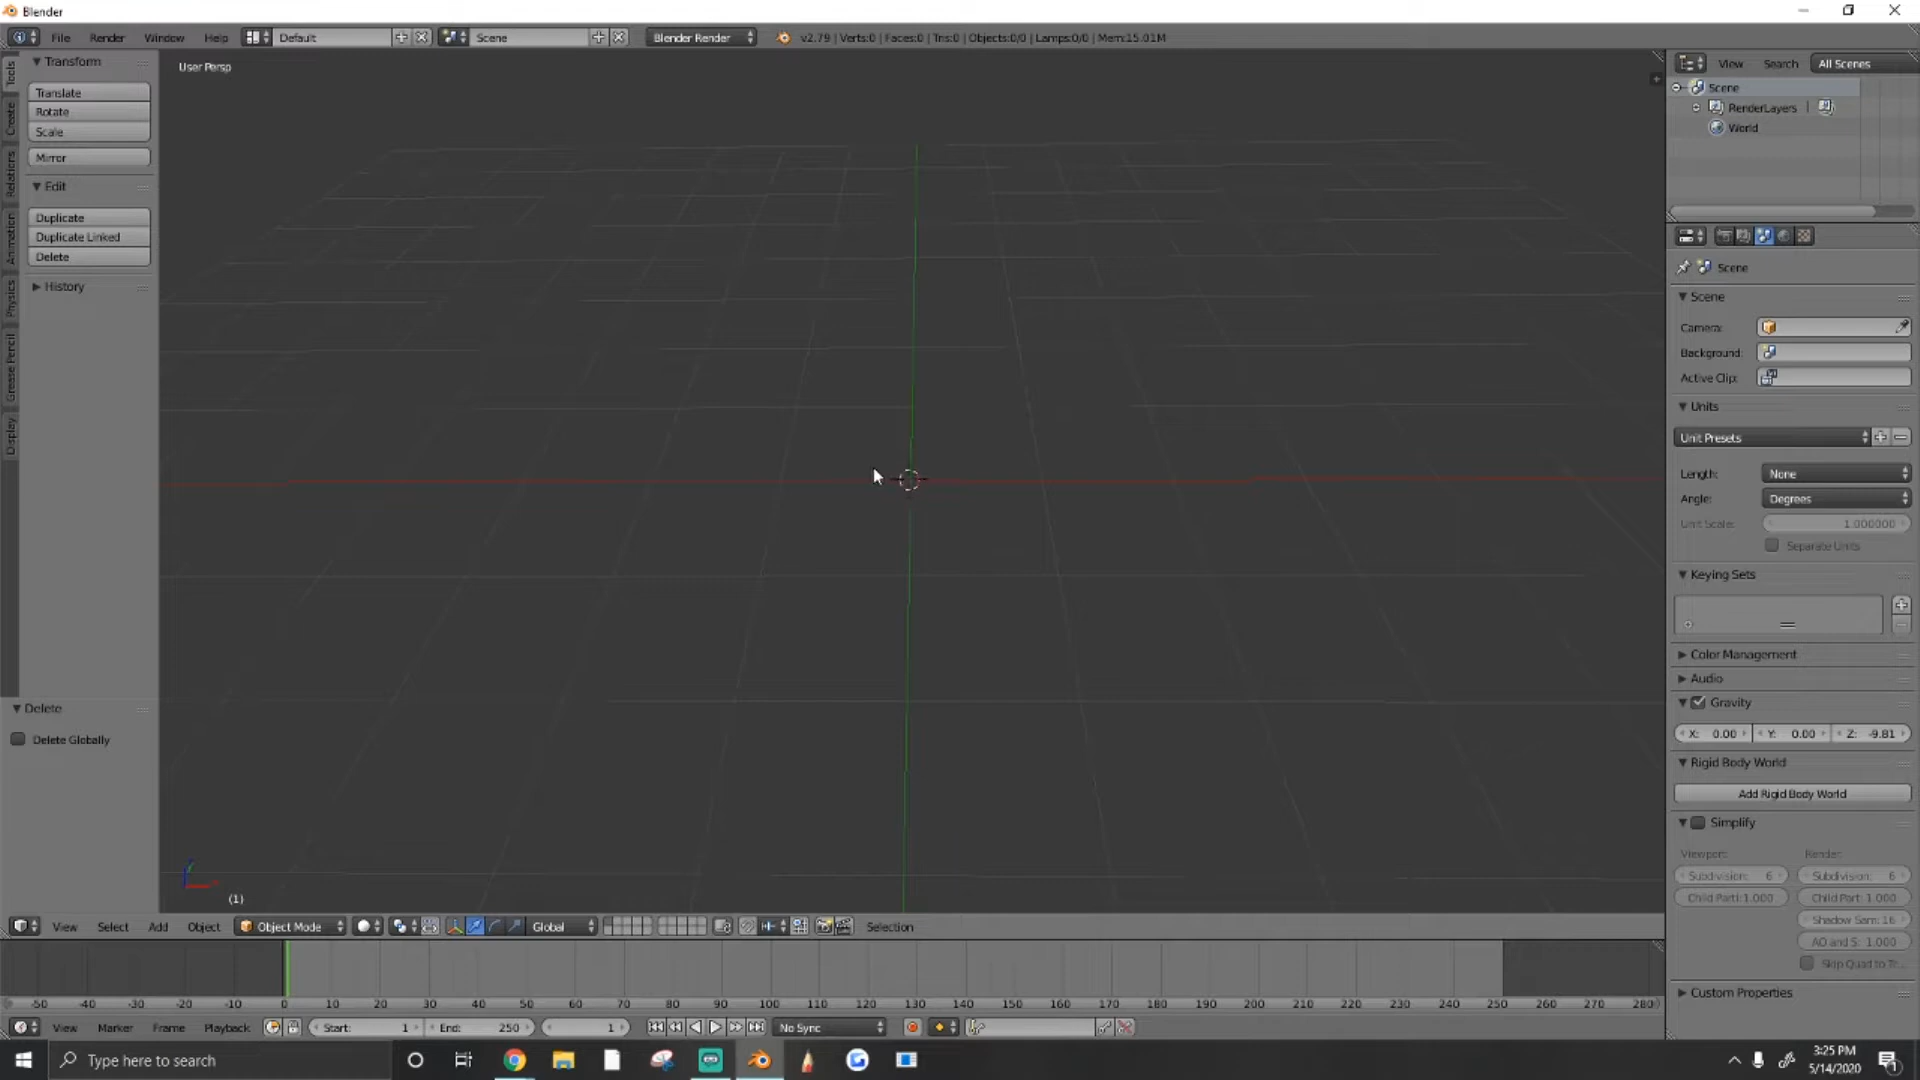 Blender
File Render Window Help Default Scene Blender Render v2.79 | Verts:0 | Faces:0 | Tris:0 | Objects:0/0 | Lamps:0/0 | Mem:15.01M
Tools
Create
Relations
Animation
Physics
Grease Pencil
Display
Transform
Translate
Rotate
Scale
Mirror
Edit
Duplicate
Duplicate Linked
Delete
History
Delete
Delete Globally
User Persp
(1)
View Select Add Object Object Mode Global Selection
-50 -40 -30 -20 -10 0 10 20 30 40 50 60 70 80 90 100 110 120 130 140 150 160 170 180 190 200 210 220 230 240 250 260 270 280
View Marker Frame Playback Start: 1 End: 250 1 No Sync
View Search All Scenes
Scene
RenderLayers
World
Scene
Scene
Camera:
Background:
Active Clip:
Units
Unit Presets
Length: None
Angle: Degrees
Unit Scale: 1.000000
Separate Units
Keying Sets
Color Management
Audio
Gravity
X: 0.00 Y: 0.00 Z: -9.81
Rigid Body World
Add Rigid Body World
Simplify
Viewport: Render:
Subdivision: 6 Subdivision: 6
Child Parti:1.000 Child Part: 1.000
Shadow Sam: 16
AO and S: 1.000
Skip Quad to Tr...
Custom Properties
Type here to search
3:25 PM
5/14/2020